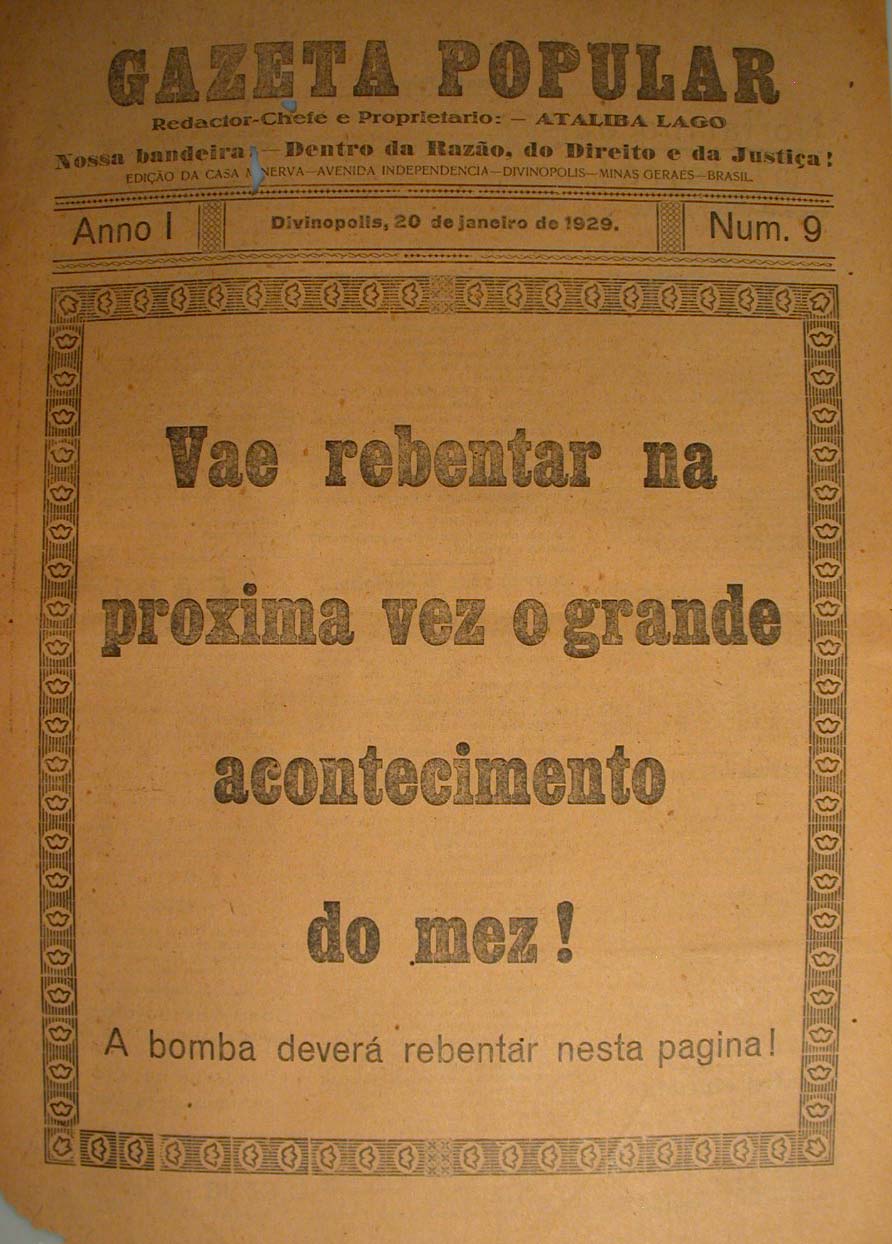 GAZETA POPULAR
Redactor-Chefe e Proprietario: — ATALIBA LAGO
Nossa bandeira: — Dentro da Razão, do Direito e da Justiça!
EDIÇÃO DA CASA MINERVA—AVENIDA INDEPENDENCIA—DIVINOPOLIS—MINAS GERAES—BRASIL
Anno I Divinopolis, 20 de janeiro de 1929. Num. 9
Vae rebentar na
proxima vez o grande
acontecimento
do mez!
A bomba deverá rebentar nesta pagina!